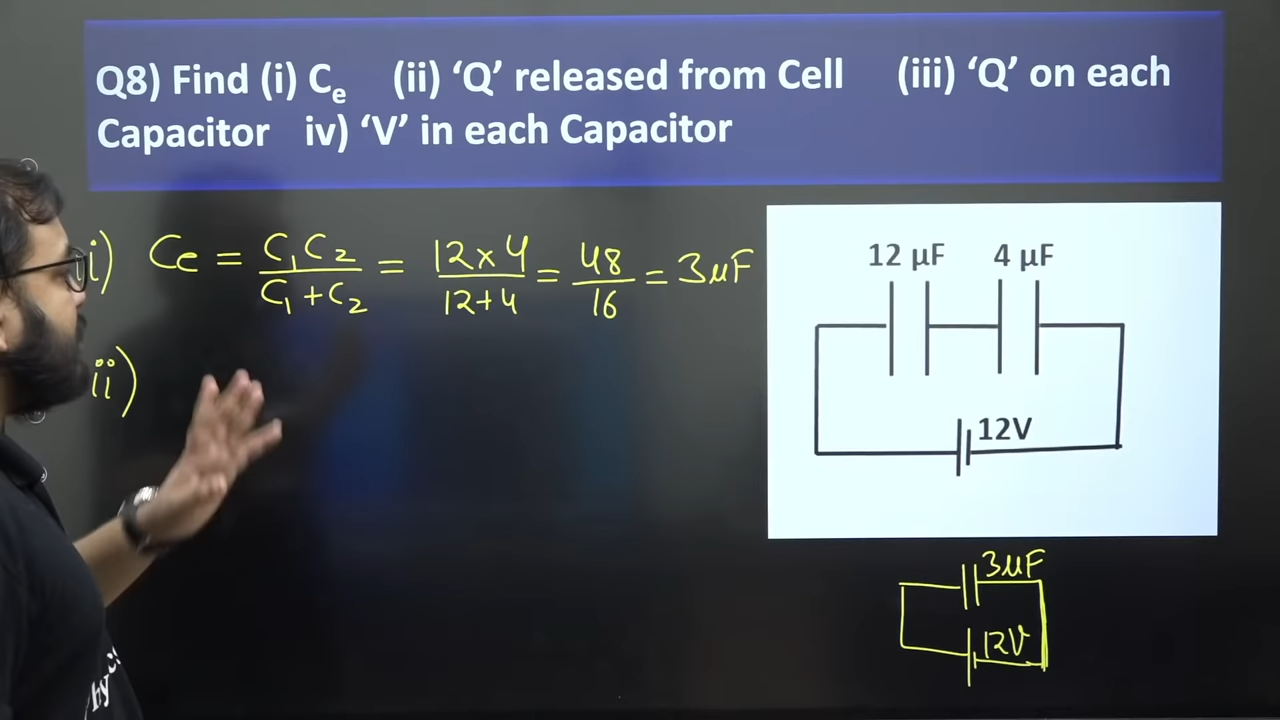 Q8) Find (i) Ce (ii) ‘Q’ released from Cell (iii) ‘Q’ on each
Capacitor iv) ‘V’ in each Capacitor
i) Ce = C₁C₂/C₁+C₂ = 12×4/12+4 = 48/16 = 3μF
12 μF 4 μF
12V
ii)
3μF
12V